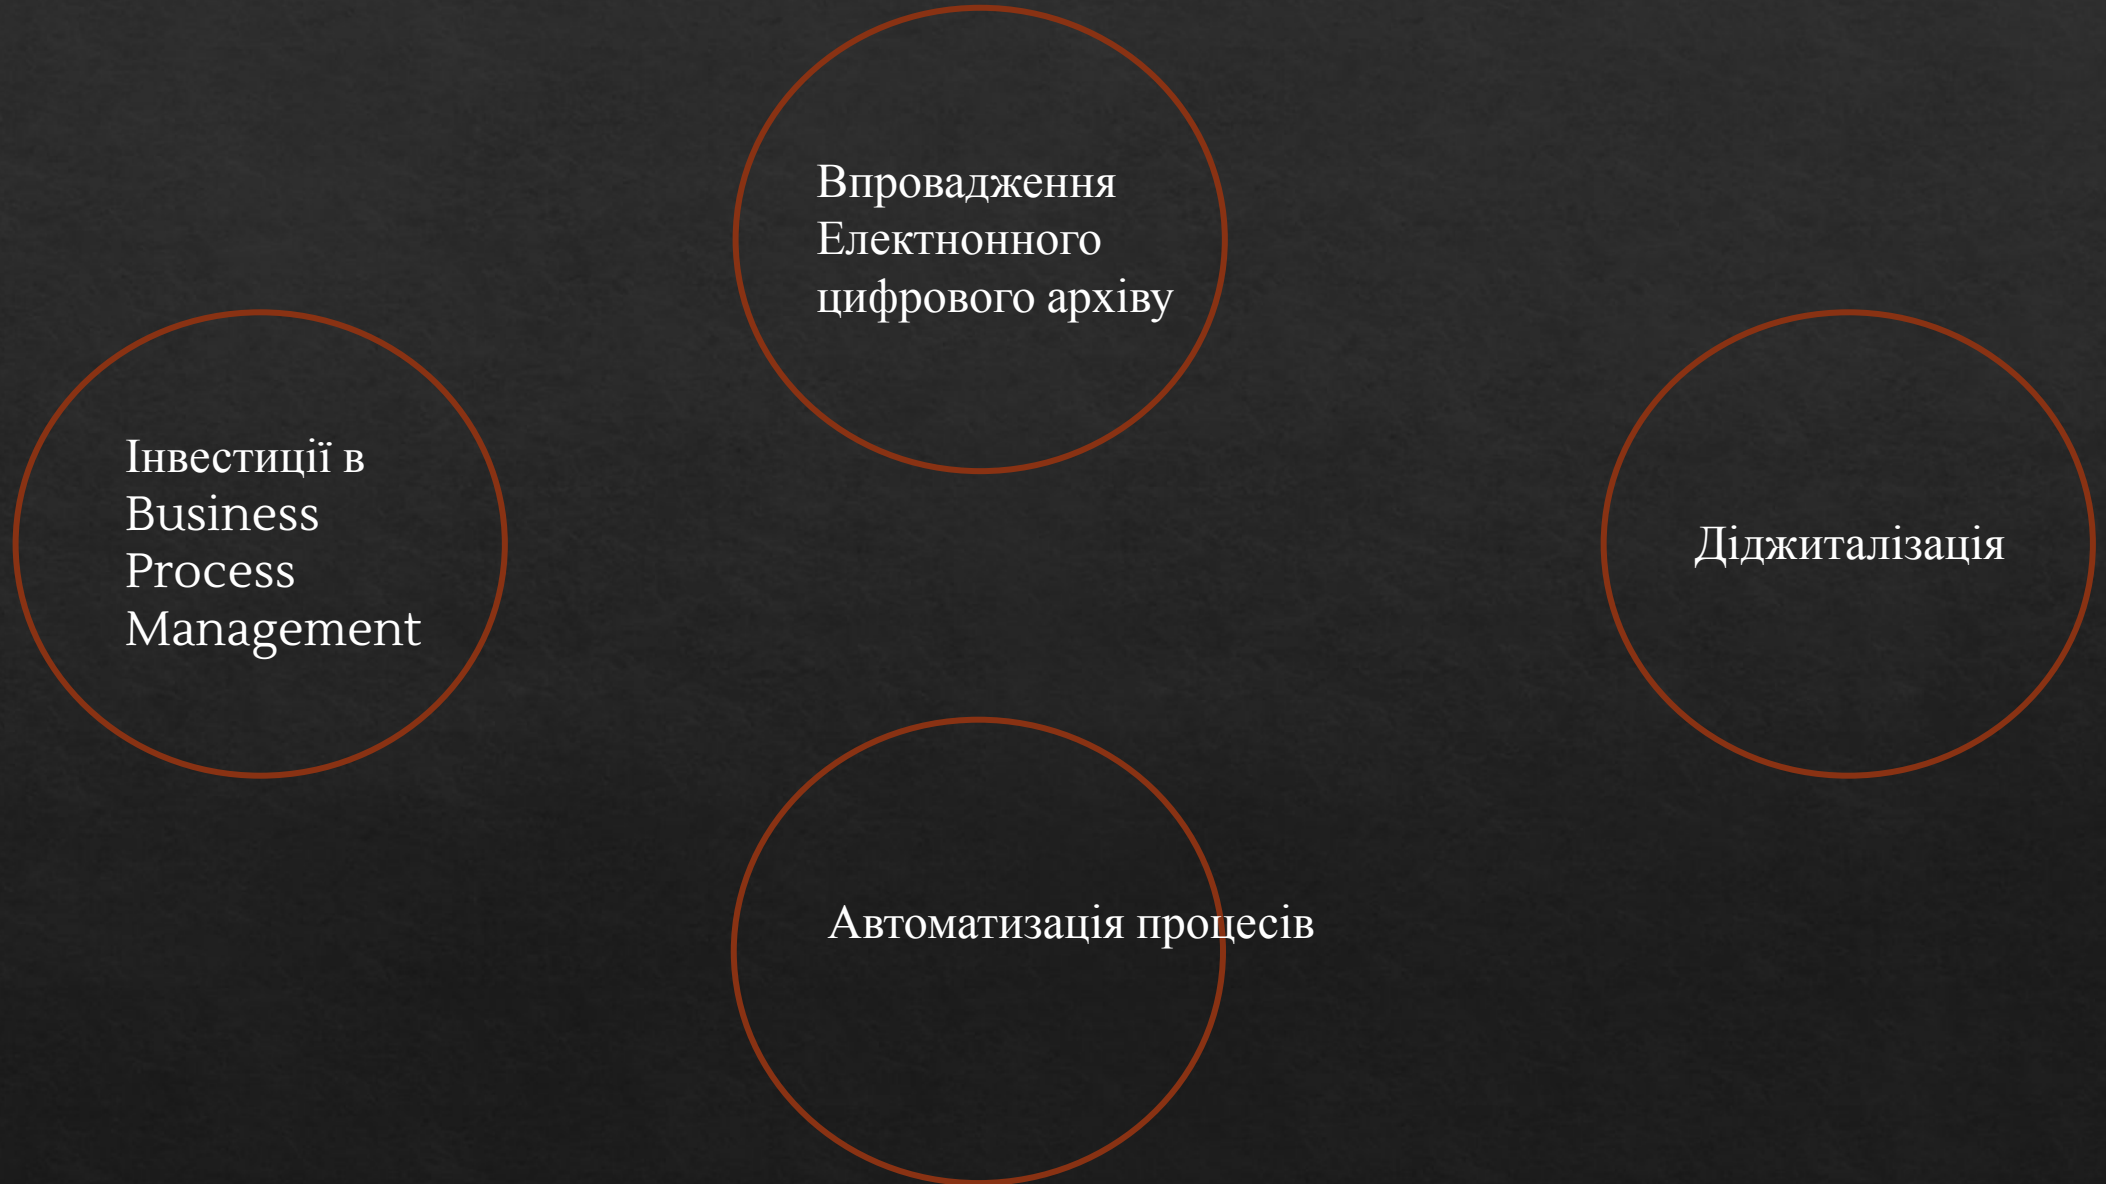 Впровадження
Електнонного
цифрового архіву
Інвестиції в
Business
Process
Management
Діджиталізація
Автоматизація процесів